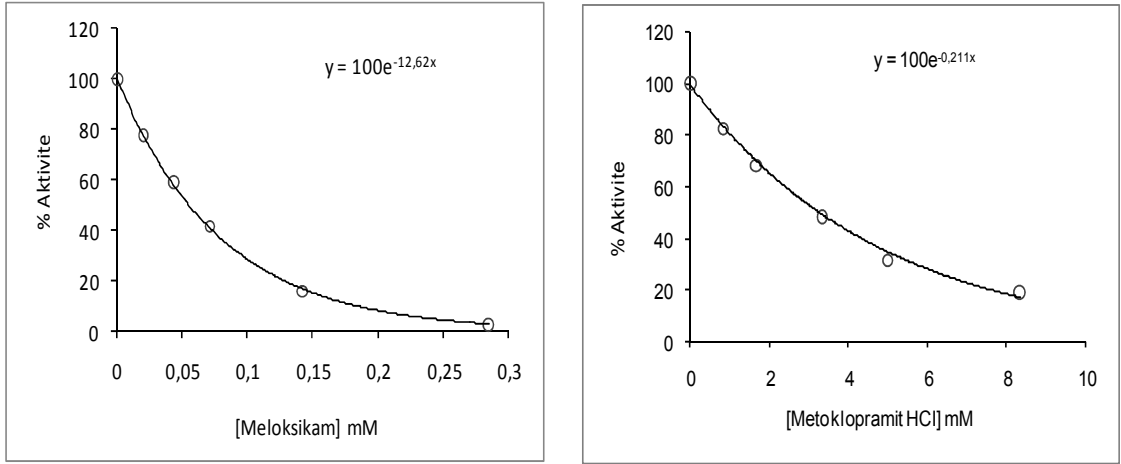 120
100
80
60
40
20
0
% Aktivite
y = 100e-12,62x
0 0,05 0,1 0,15 0,2 0,25 0,3
[Meloksikam] mM
120
100
80
60
40
20
0
% Aktivite
y = 100e-0,211x
0 2 4 6 8 10
[Metoklopramit HCl] mM